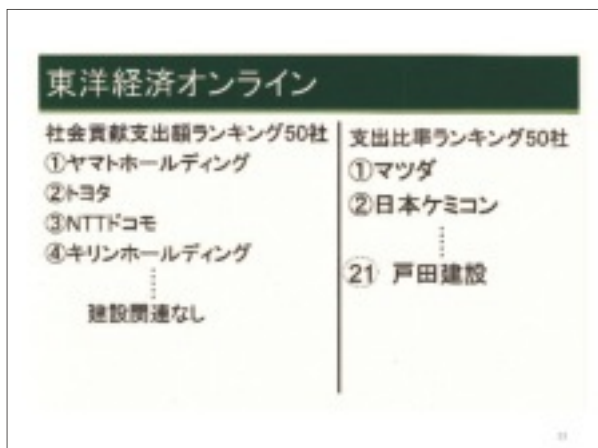 東洋経済オンライン
社会貢献支出額ランキング50社
①ヤマトホールディング
②トヨタ
③NTTドコモ
④キリンホールディング
建設関連なし
支出比率ランキング50社
①マツダ
②日本ケミコン
㉑ 戸田建設